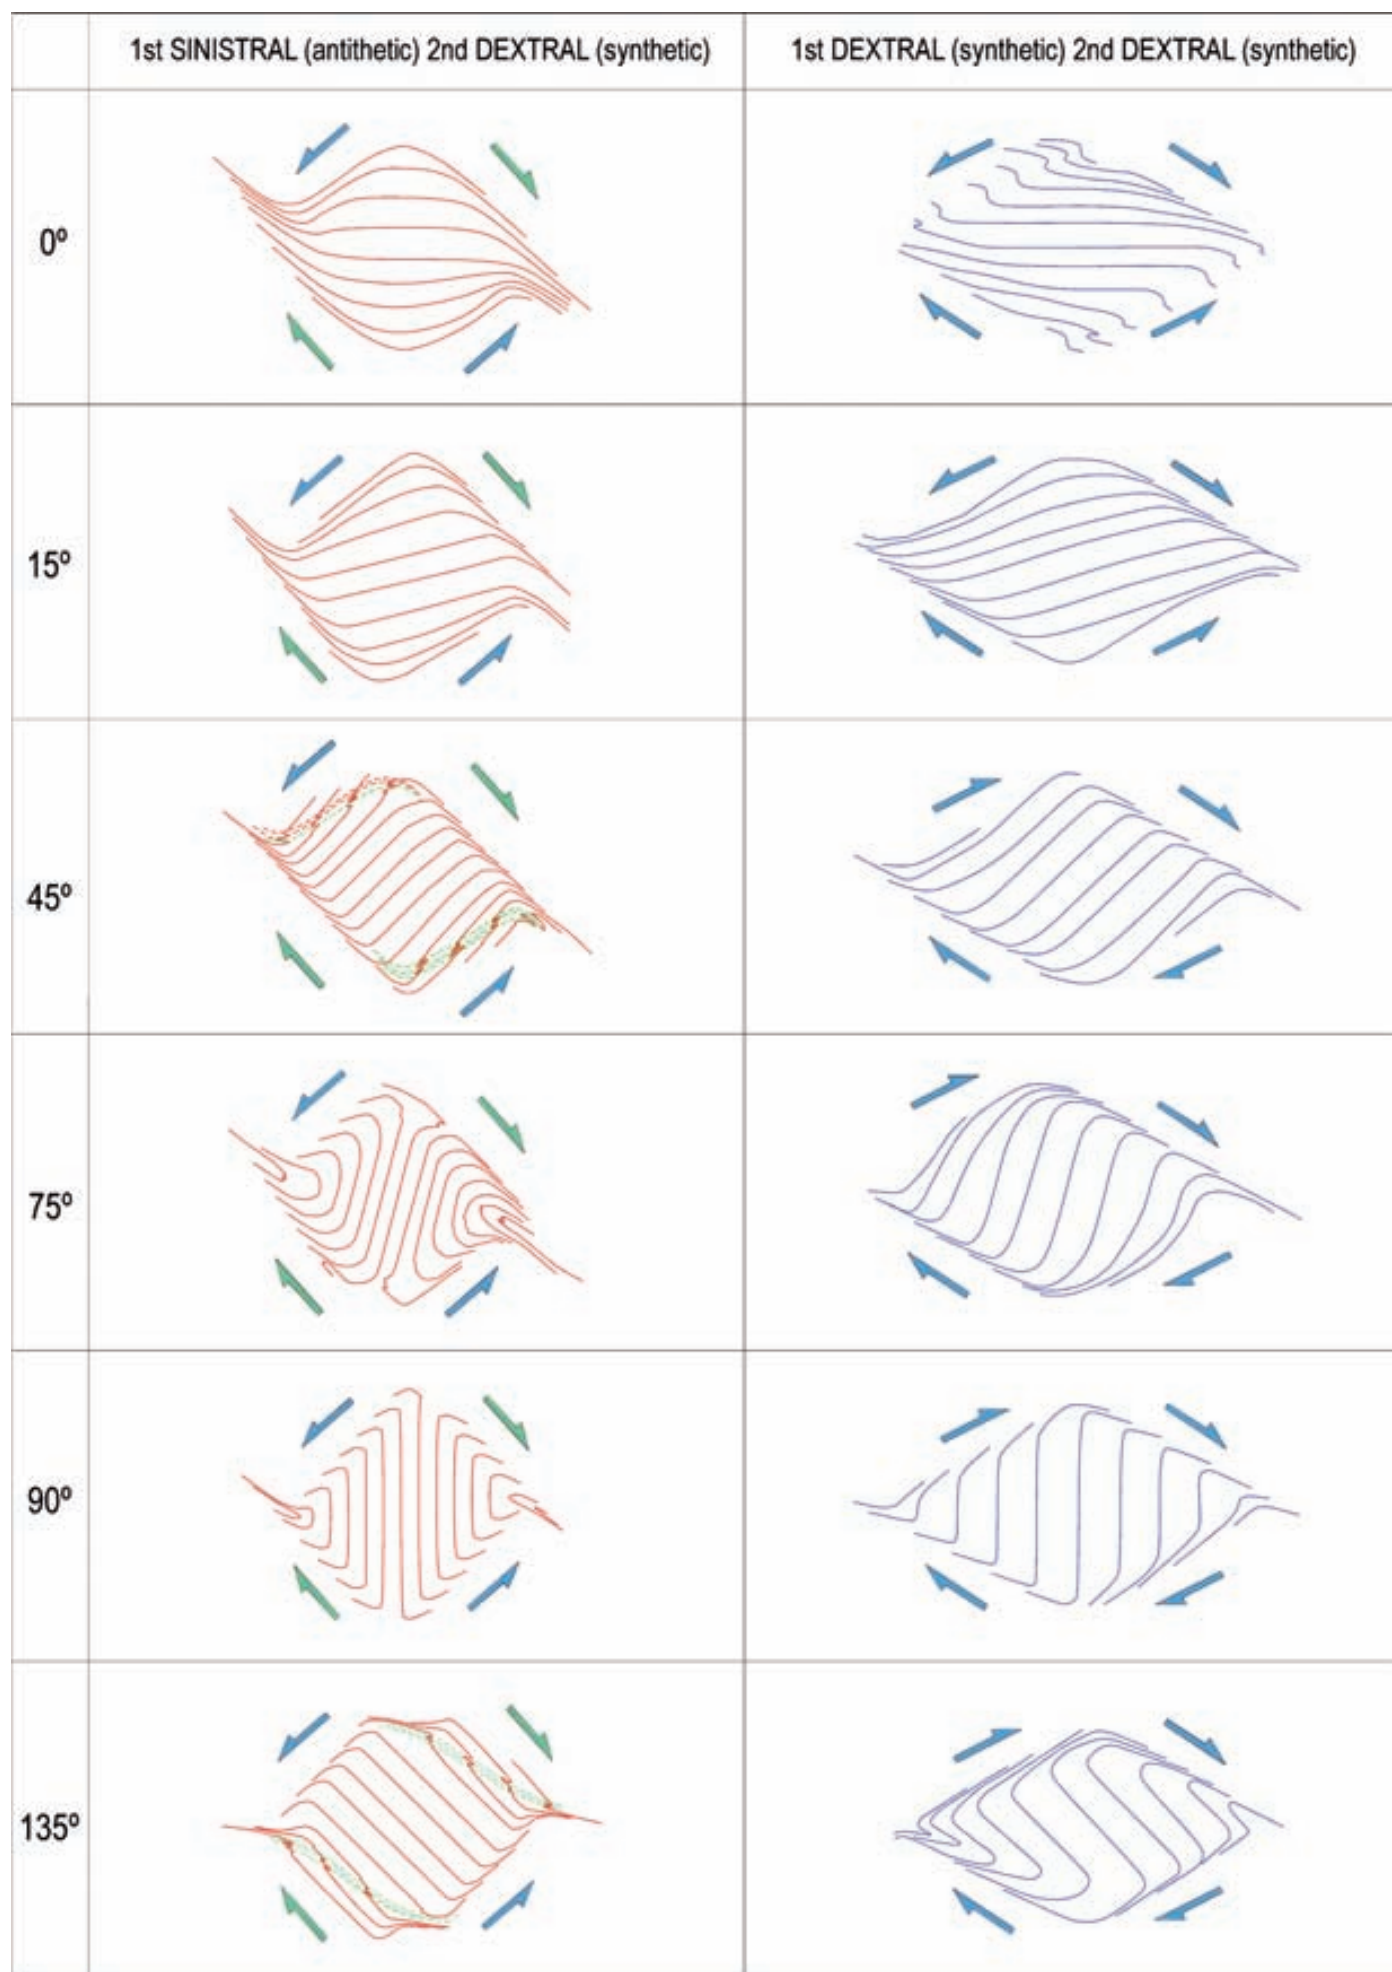 1st SINISTRAL (antithetic) 2nd DEXTRAL (synthetic)
1st DEXTRAL (synthetic) 2nd DEXTRAL (synthetic)
0º
15º
45º
75º
90º
135º